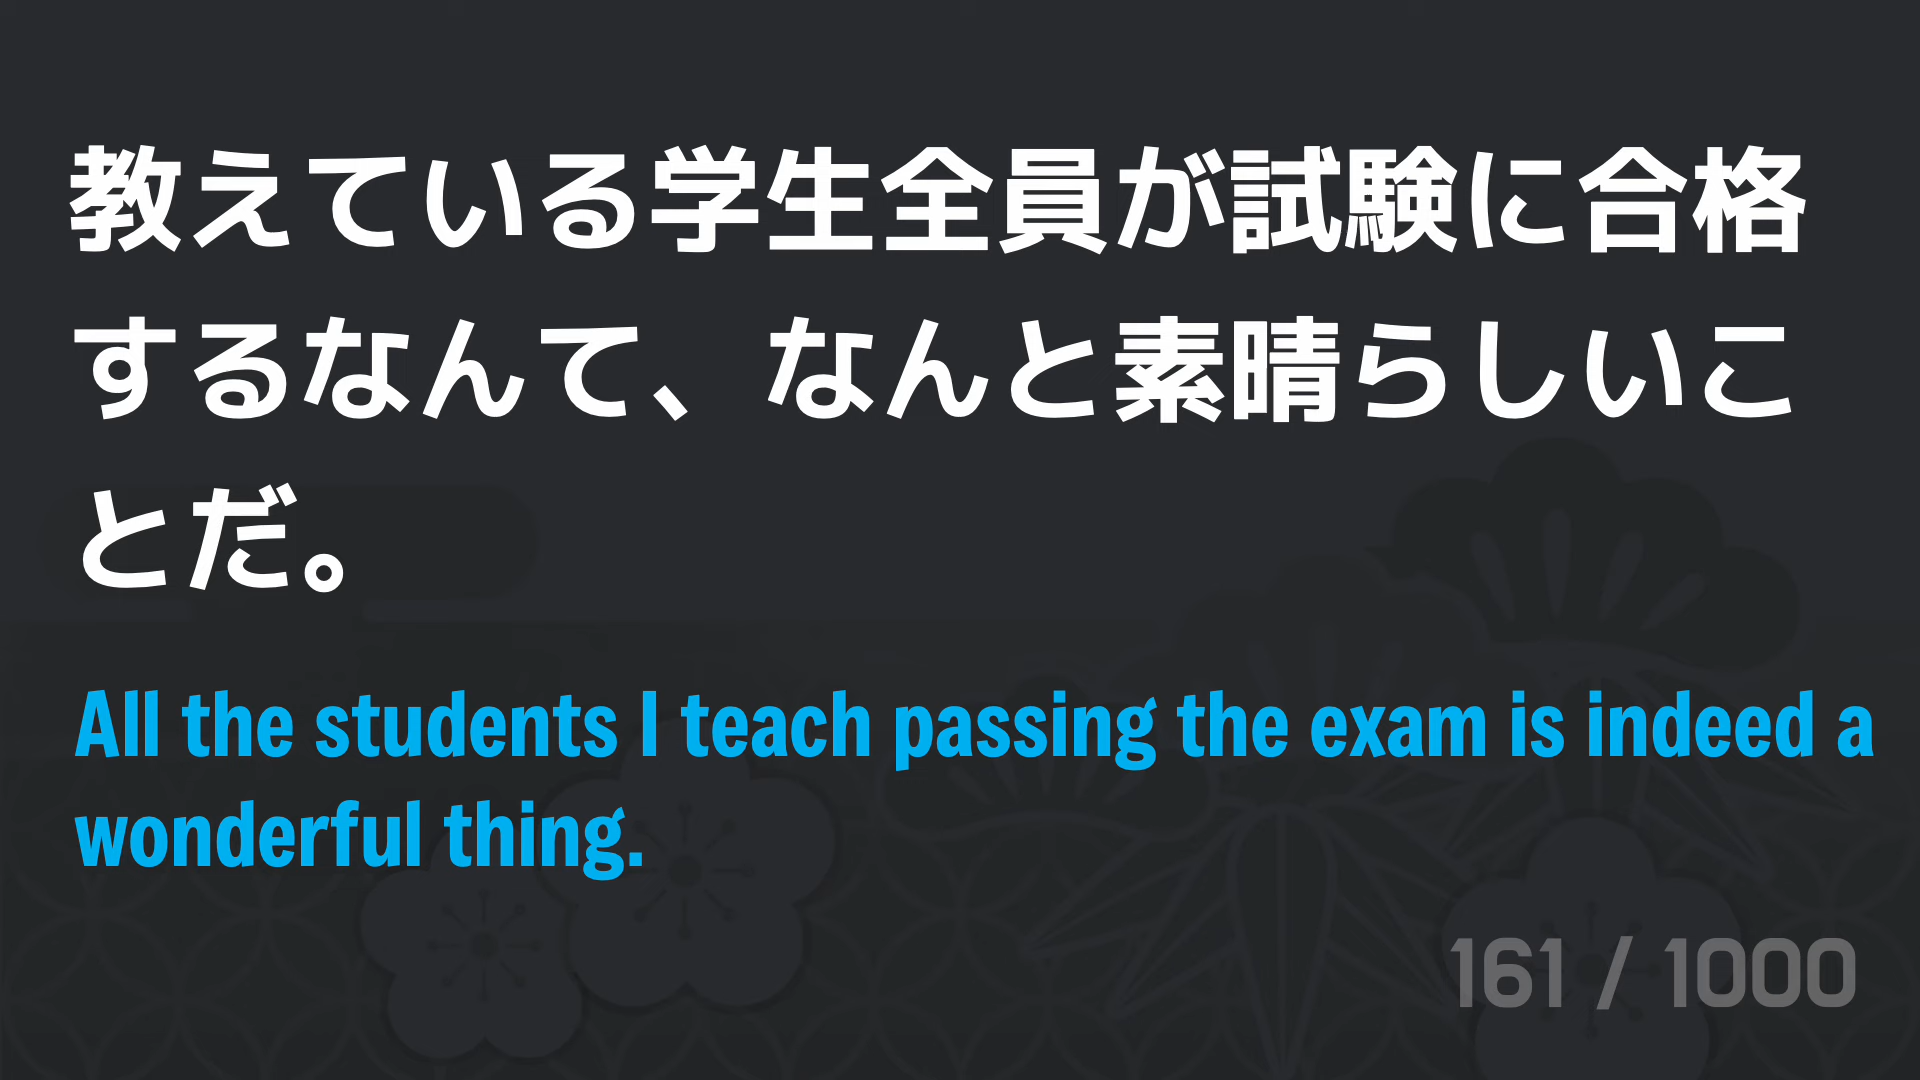 教えている学生全員が試験に合格
するなんて、なんと素晴らしいこ
とだ。
All the students I teach passing the exam is indeed a
wonderful thing.
161 / 1000